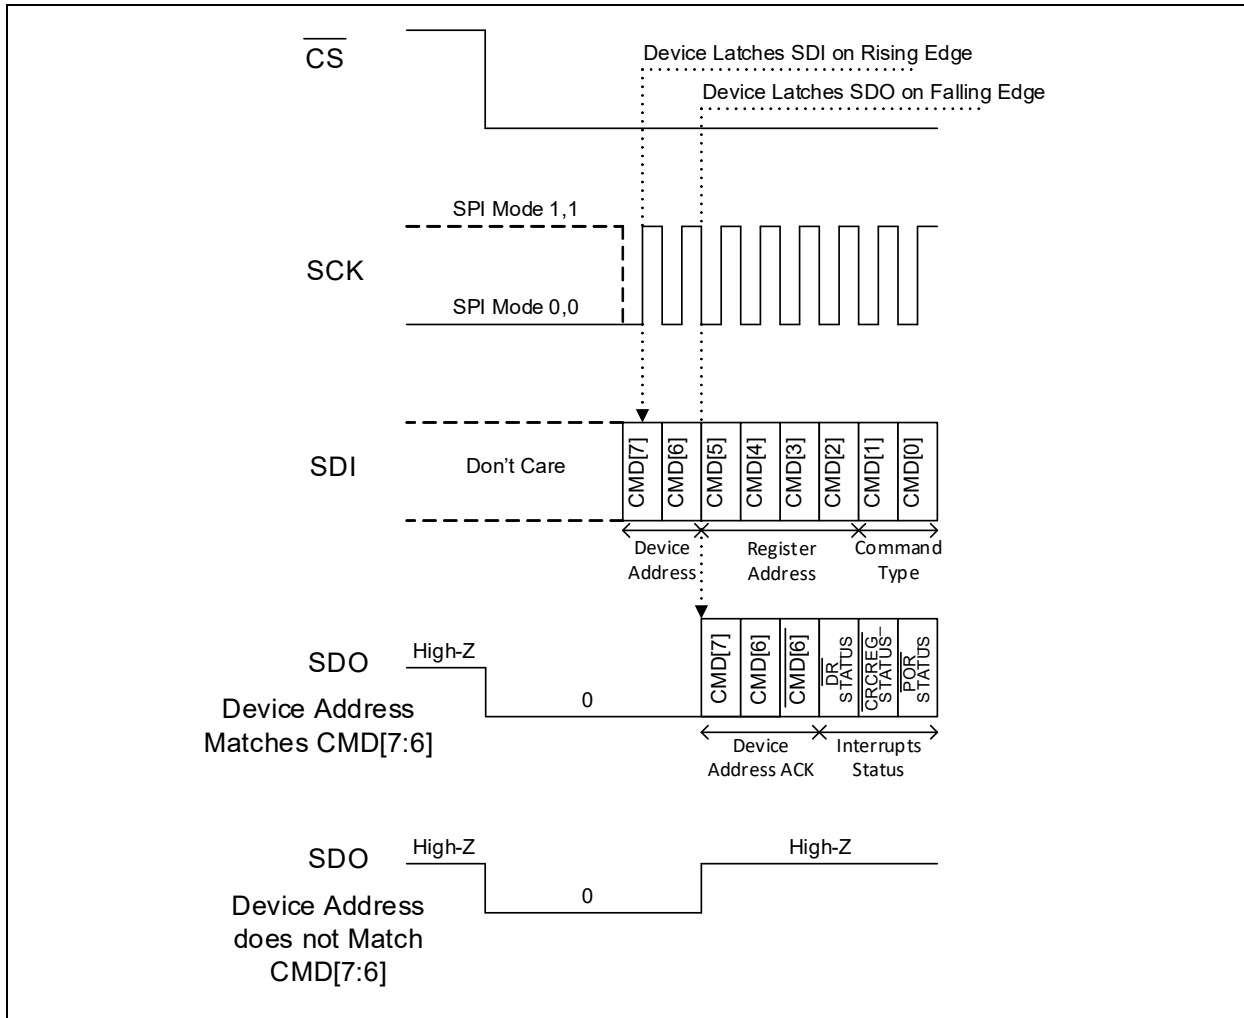 CS
Device Latches SDI on Rising Edge
Device Latches SDO on Falling Edge
SPI Mode 1,1
SCK
SPI Mode 0,0
SDI
Don't Care
CMD[7]
CMD[6]
CMD[5]
CMD[4]
CMD[3]
CMD[2]
CMD[1]
CMD[0]
Device
Address
Register
Address
Command
Type
SDO
Device Address
Matches CMD[7:6]
High-Z
0
CMD[7]
CMD[6]
CMD[6]
DR
STATUS
CRCREG
STATUS
POR
STATUS
Device
Address ACK
Interrupts
Status
SDO
Device Address
does not Match
CMD[7:6]
High-Z
0
High-Z